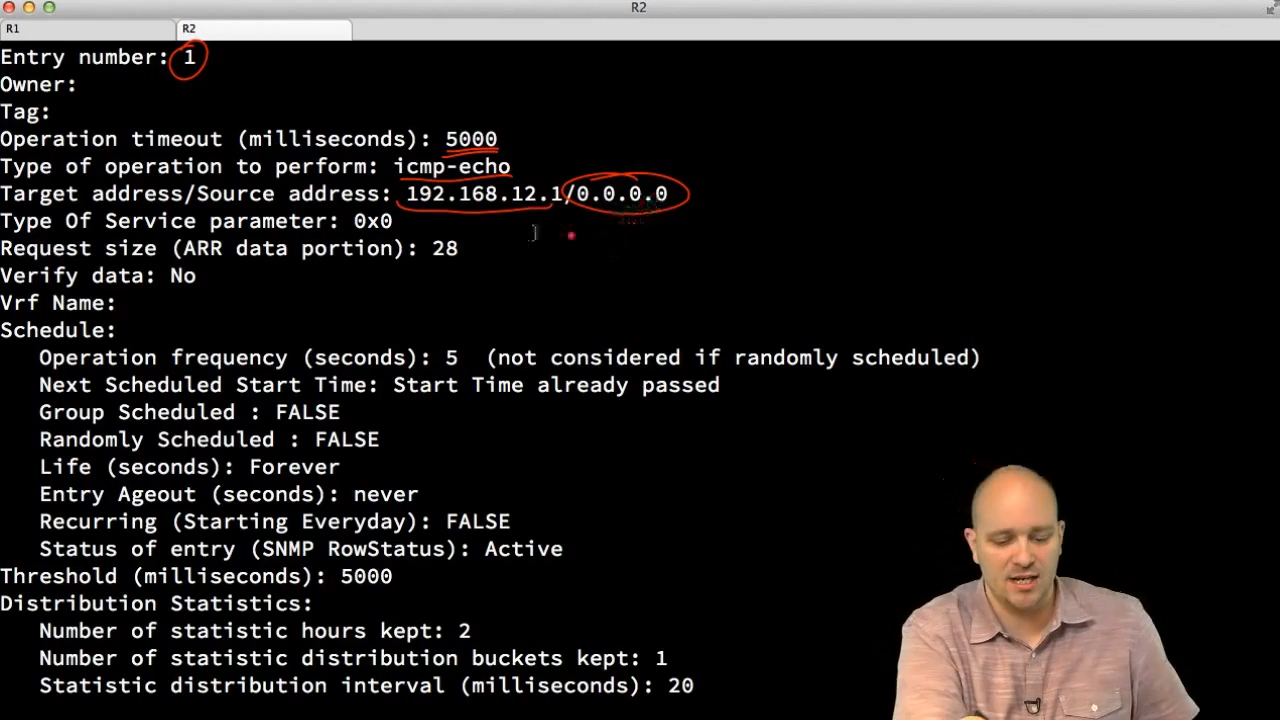 R2
R1
R2
Entry number: 1
Owner:
Tag:
Operation timeout (milliseconds): 5000
Type of operation to perform: icmp-echo
Target address/Source address: 192.168.12.1/0.0.0.0
Type Of Service parameter: 0x0
Request size (ARR data portion): 28
Verify data: No
Vrf Name:
Schedule:
   Operation frequency (seconds): 5  (not considered if randomly scheduled)
   Next Scheduled Start Time: Start Time already passed
   Group Scheduled : FALSE
   Randomly Scheduled : FALSE
   Life (seconds): Forever
   Entry Ageout (seconds): never
   Recurring (Starting Everyday): FALSE
   Status of entry (SNMP RowStatus): Active
Threshold (milliseconds): 5000
Distribution Statistics:
   Number of statistic hours kept: 2
   Number of statistic distribution buckets kept: 1
   Statistic distribution interval (milliseconds): 20